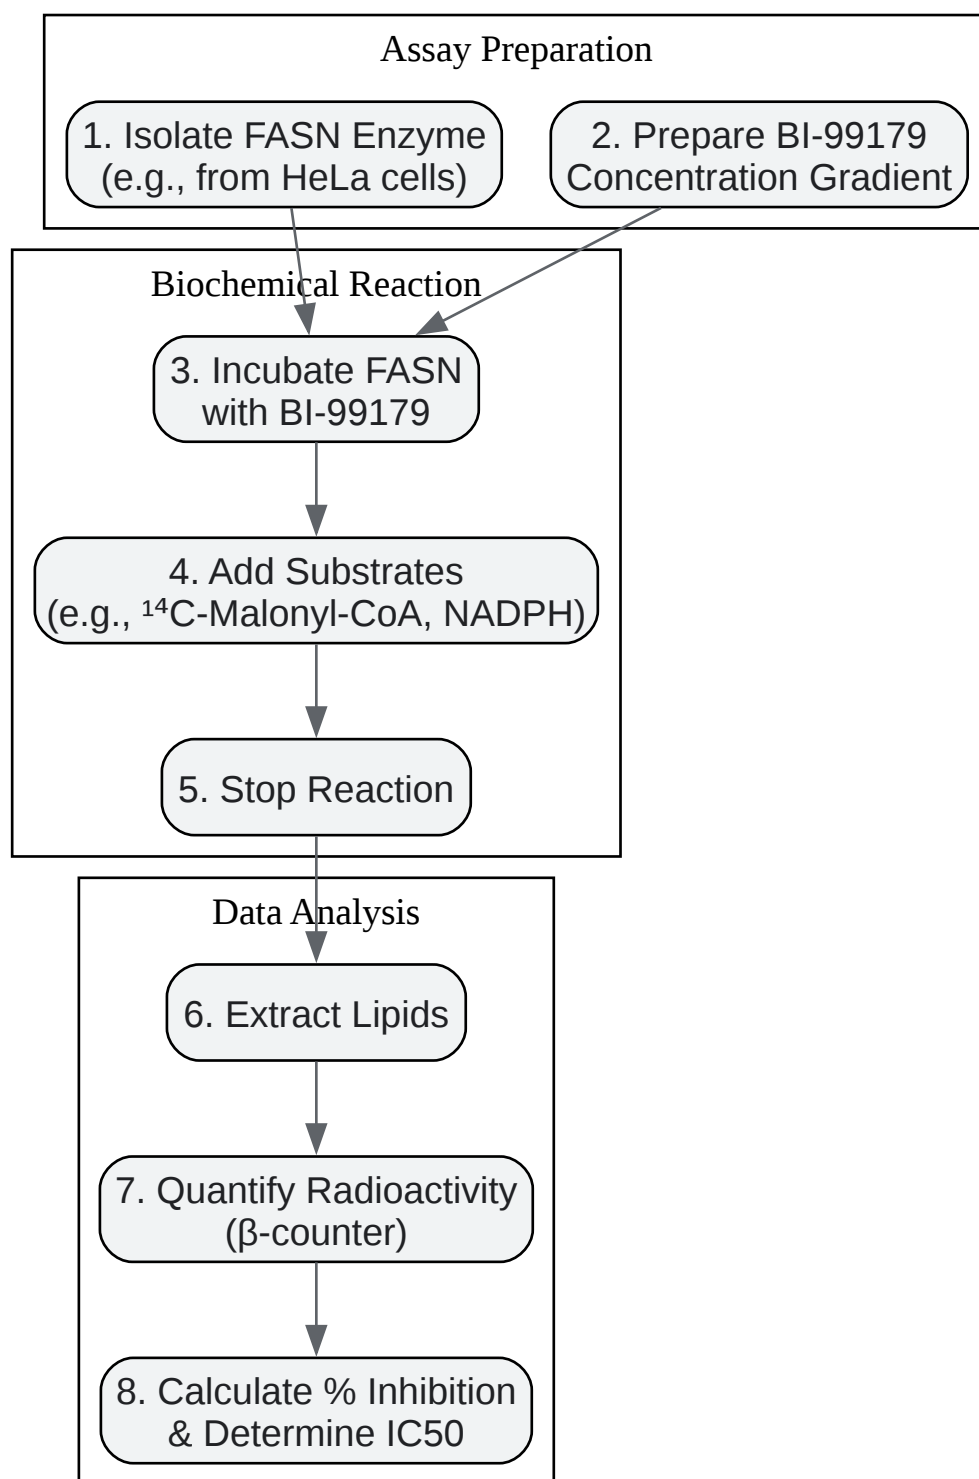 Assay Preparation
1. Isolate FASN Enzyme
(e.g., from HeLa cells)
2. Prepare BI-99179
Concentration Gradient
Biochemical Reaction
3. Incubate FASN
with BI-99179
4. Add Substrates
(e.g., ¹⁴C-Malonyl-CoA, NADPH)
5. Stop Reaction
Data Analysis
6. Extract Lipids
7. Quantify Radioactivity
(β-counter)
8. Calculate % Inhibition
& Determine IC50